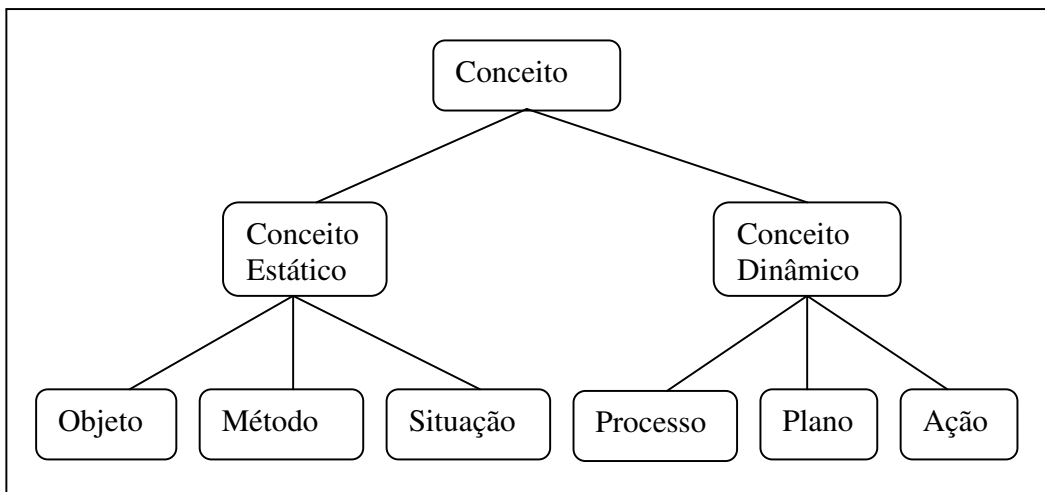 Conceito
Conceito
Estático
Conceito
Dinâmico
Objeto
Método
Situação
Processo
Plano
Ação